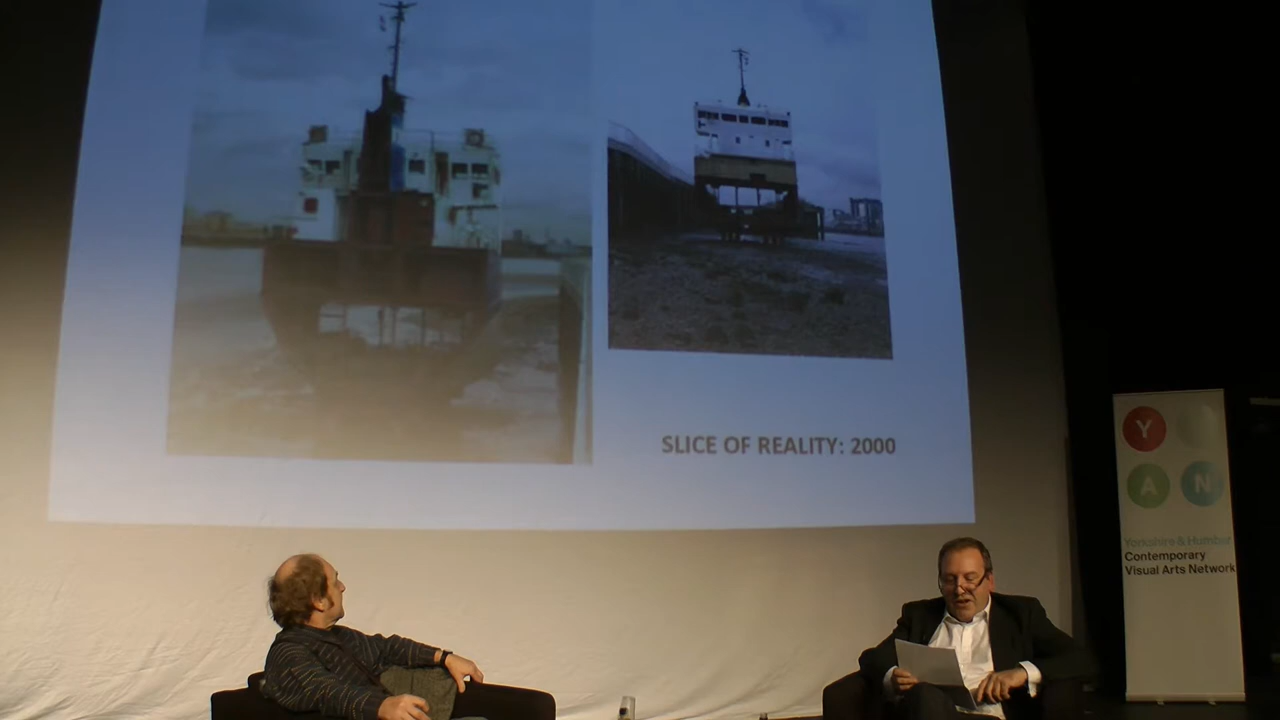 SLICE OF REALITY: 2000
Y
A N
Yorkshire & Humber
Contemporary
Visual Arts Network